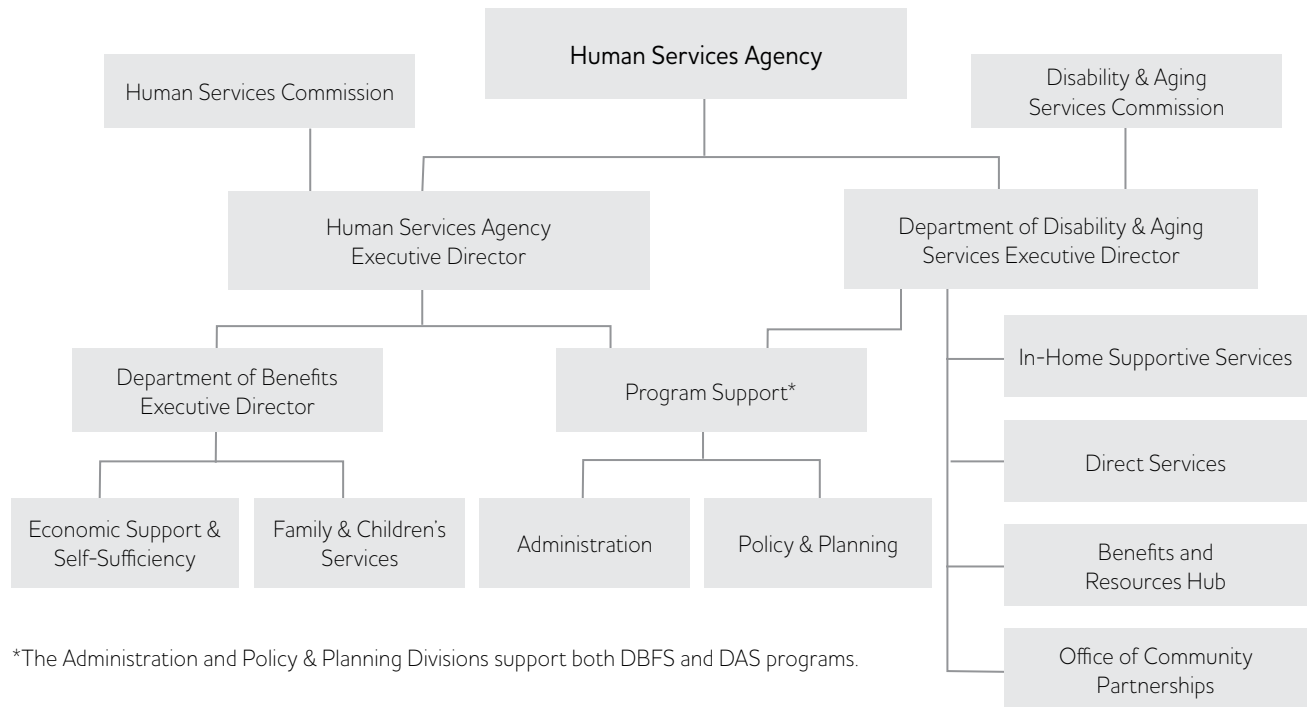 Human Services Agency
Human Services Commission
Disability & Aging
Services Commission
Human Services Agency
Executive Director
Department of Disability & Aging
Services Executive Director
Department of Benefits
Executive Director
Program Support*
In-Home Supportive Services
Direct Services
Benefits and
Resources Hub
Office of Community
Partnerships
Economic Support &
Self-Sufficiency
Family & Children's
Services
Administration
Policy & Planning
*The Administration and Policy & Planning Divisions support both DBFS and DAS programs.